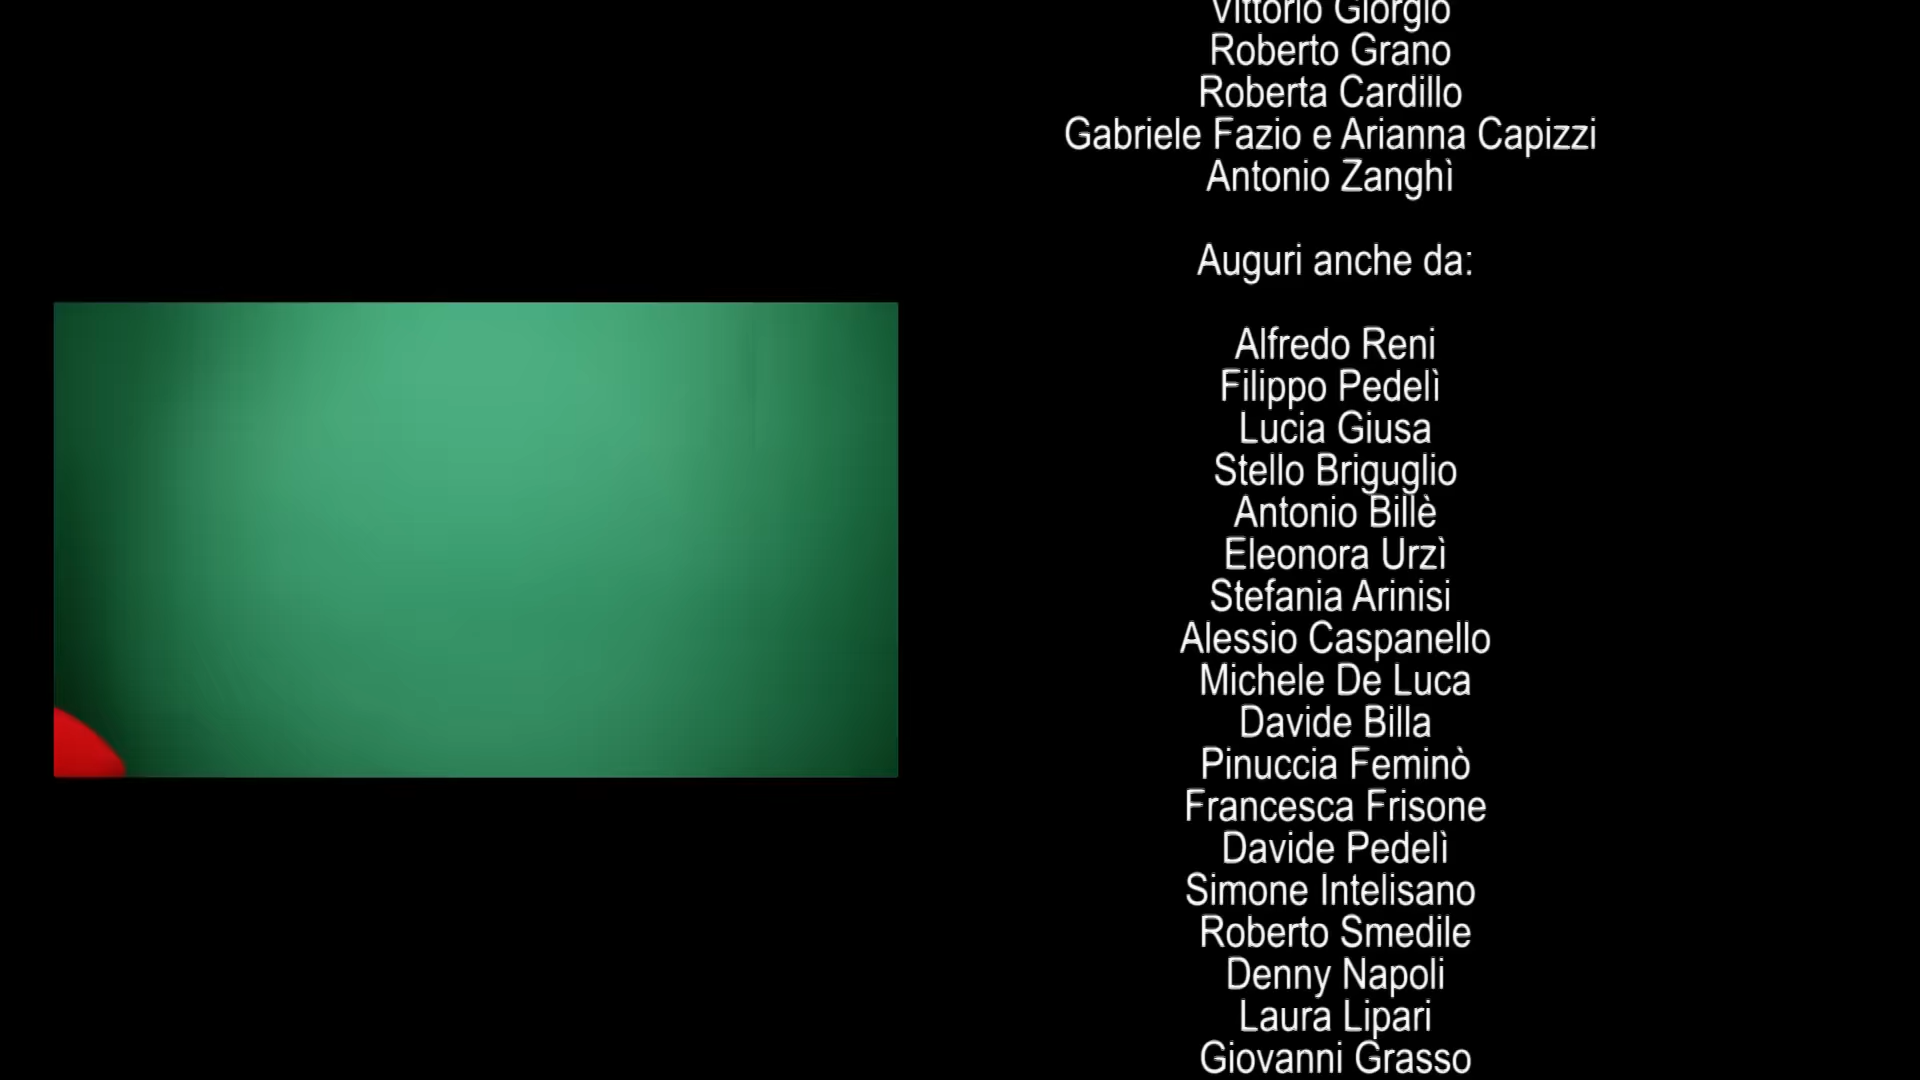 Vittorio Giorgio
Roberto Grano
Roberta Cardillo
Gabriele Fazio e Arianna Capizzi
Antonio Zanghì
Auguri anche da:
Alfredo Reni
Filippo Pedelì
Lucia Giusa
Stello Briguglio
Antonio Billè
Eleonora Urzì
Stefania Arinisi
Alessio Caspanello
Michele De Luca
Davide Billa
Pinuccia Feminò
Francesca Frisone
Davide Pedelì
Simone Intelisano
Roberto Smedile
Denny Napoli
Laura Lipari
Giovanni Grasso